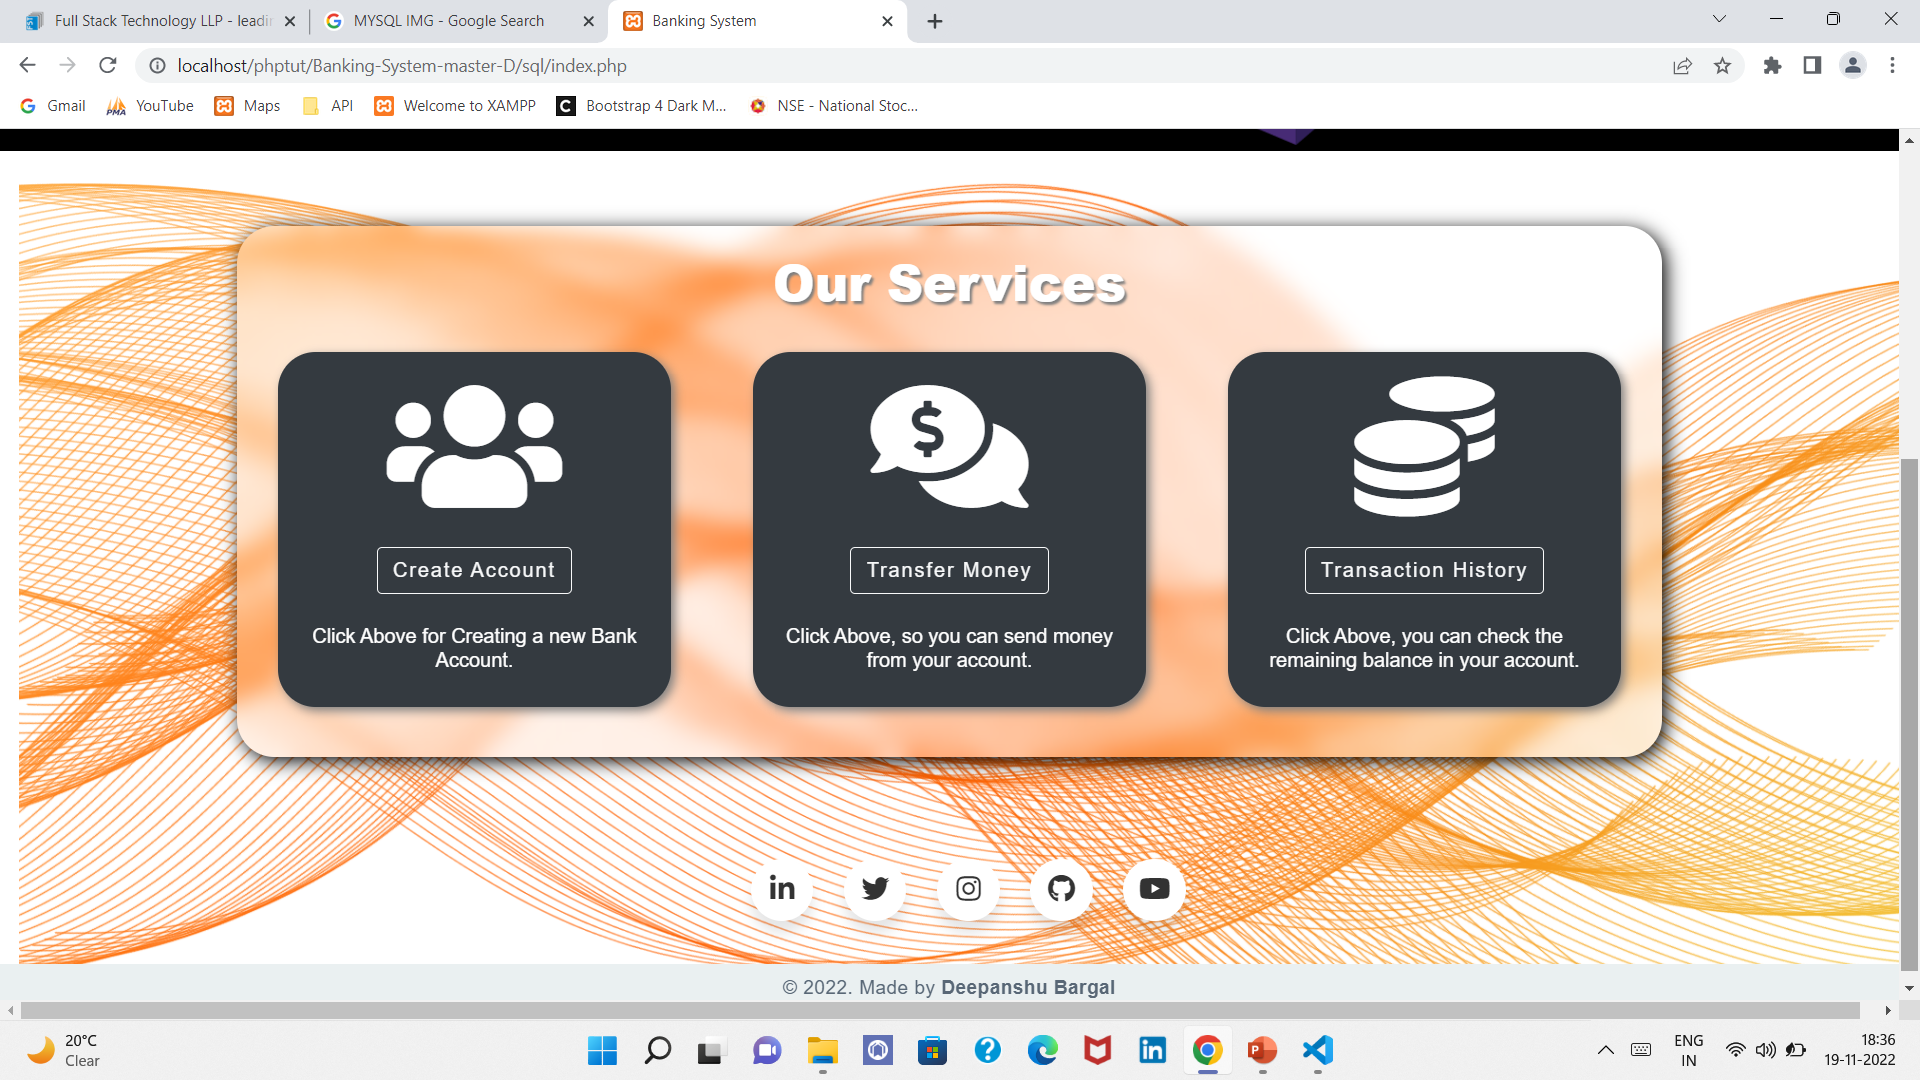 Full Stack Technology LLP - leadin
MYSQL IMG - Google Search
Banking System
localhost/phptut/Banking-System-master-D/sql/index.php
Gmail
PMA
YouTube
Maps
API
Welcome to XAMPP
C
Bootstrap 4 Dark M...
NSE - National Stoc...
Our Services
$
Create Account
Click Above for Creating a new Bank
Account.
Transfer Money
Click Above, so you can send money
from your account.
Transaction History
Click Above, you can check the
remaining balance in your account.
in
© 2022. Made by Deepanshu Bargal
20°C
Clear
ENG
IN
18:36
19-11-2022